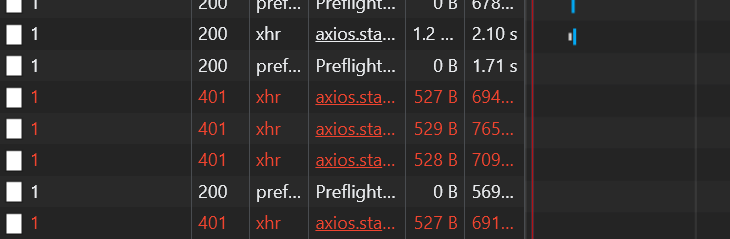 1 200 pref... Preflight... 0 B 678...
1 200 xhr axios.sta... 1.2 ... 2.10 s
1 200 pref... Preflight... 0 B 1.71 s
1 401 xhr axios.sta... 527 B 694...
1 401 xhr axios.sta... 529 B 765...
1 401 xhr axios.sta... 528 B 709...
1 200 pref... Preflight... 0 B 569...
1 401 xhr axios.sta... 527 B 691...